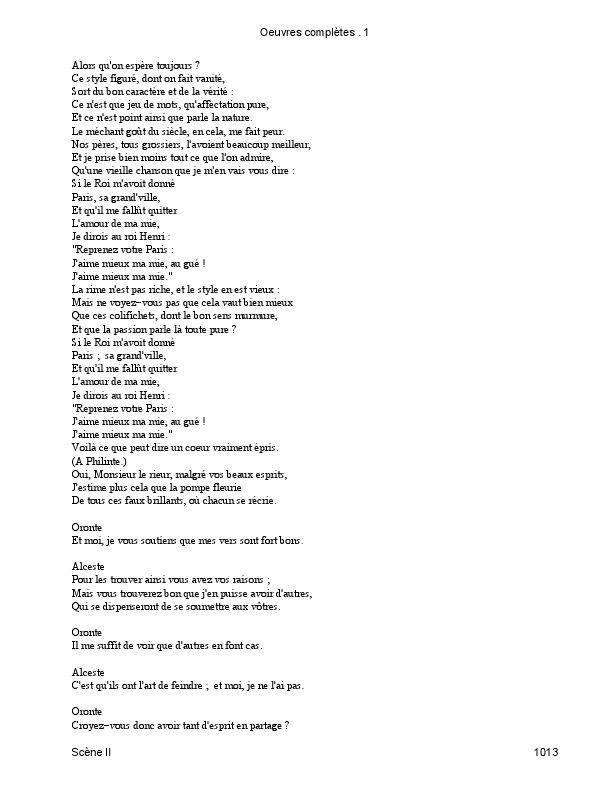 Oeuvres complètes . 1
Alors qu'on espère toujours ?
Ce style figuré, dont on fait vanité,
Sort du bon caractère et de la vérité :
Ce n'est que jeu de mots, qu'affectation pure,
Et ce n'est point ainsi que parle la nature.
Le méchant goût du siècle, en cela, me fait peur.
Nos pères, tous grossiers, l'avoient beaucoup meilleur,
Et je prise bien moins tout ce que l'on admire,
Qu'une vieille chanson que je m'en vais vous dire :
Si le Roi m'avoit donné
Paris, sa grand'ville,
Et qu'il me fallût quitter
L'amour de ma mie,
Je dirois au roi Henri :
"Reprenez votre Paris :
J'aime mieux ma mie, au gué !
J'aime mieux ma mie."
La rime n'est pas riche, et le style en est vieux :
Mais ne voyez-vous pas que cela vaut bien mieux
Que ces colifichets, dont le bon sens murmure,
Et que la passion parle là toute pure ?
Si le Roi m'avoit donné
Paris ; sa grand'ville,
Et qu'il me fallût quitter
L'amour de ma mie,
Je dirois au roi Henri :
"Reprenez votre Paris :
J'aime mieux ma mie, au gué !
J'aime mieux ma mie."
Voilà ce que peut dire un coeur vraiment épris.
(A Philinte.)
Oui, Monsieur le rieur, malgré vos beaux esprits,
J'estime plus cela que la pompe fleurie
De tous ces faux brillants, où chacun se récrie.
Oronte
Et moi, je vous soutiens que mes vers sont fort bons.
Alceste
Pour les trouver ainsi vous avez vos raisons ;
Mais vous trouverez bon que j'en puisse avoir d'autres,
Qui se dispenseront de se soumettre aux vôtres.
Oronte
Il me suffit de voir que d'autres en font cas.
Alceste
C'est qu'ils ont l'art de feindre ; et moi, je ne l'ai pas.
Oronte
Croyez-vous donc avoir tant d'esprit en partage ?
Scène II 1013